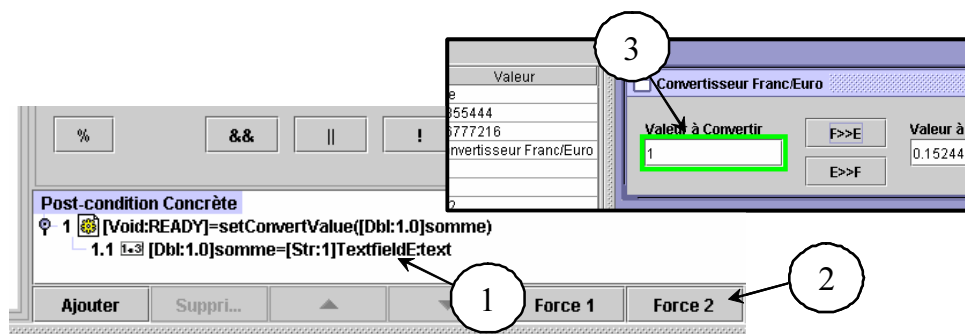 3
Valeur
Convertisseur Franc/Euro
855444
Valeur à Convertir
F>>E
Valeur à
6777216
nvertisseur Franc/Euro
1
0.15244
E>>F
%
&&
||
!
Post-condition Concrète
1 [Void:READY]=setConvertValue([Dbl:1.0]somme)
1.1 [Dbl:1.0]somme=[Str:1]TextfieldE:text
1
2
Ajouter
Suppri...
Force 1
Force 2